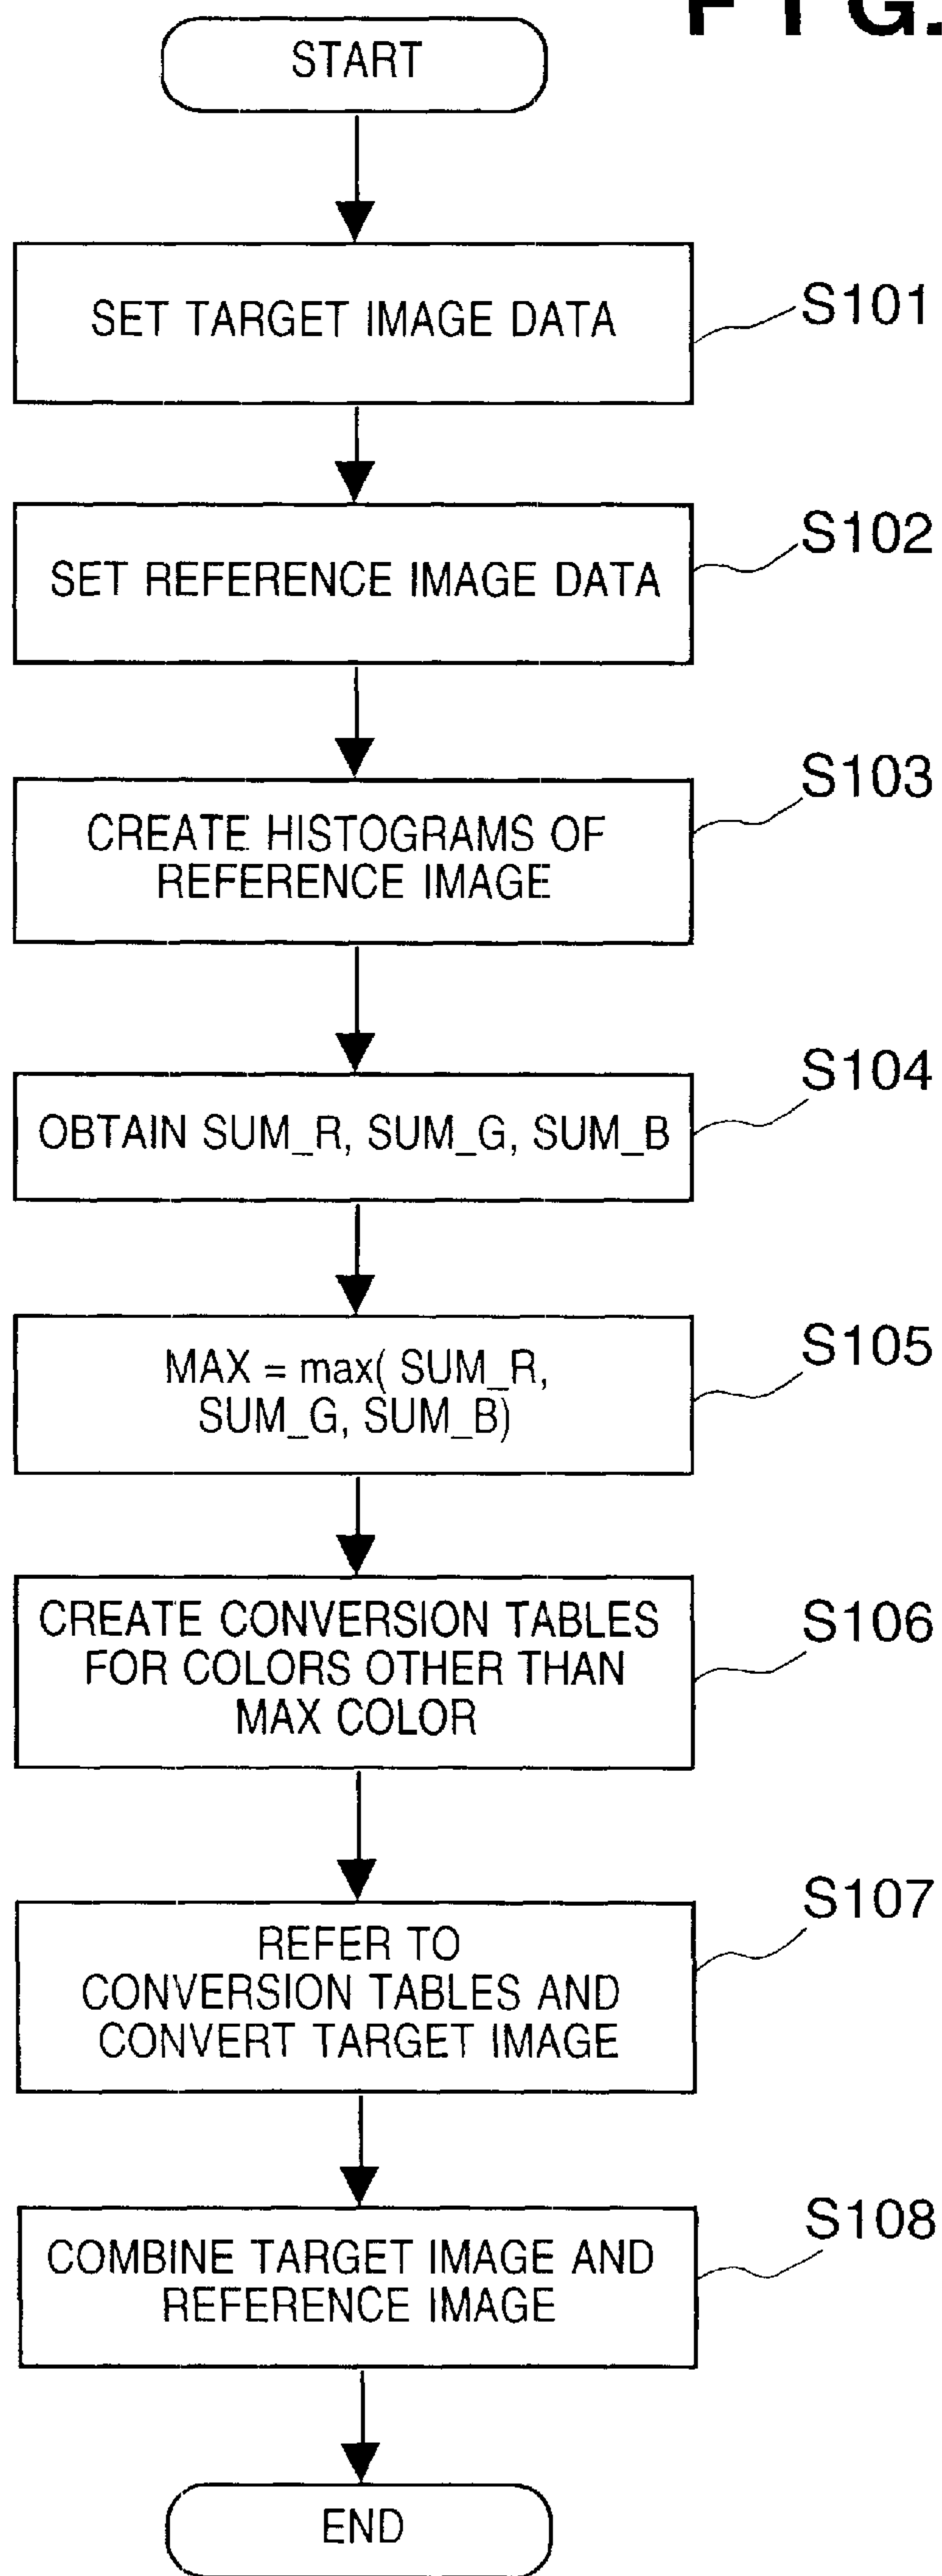 FIG.
START
SET TARGET IMAGE DATA
S101
SET REFERENCE IMAGE DATA
S102
CREATE HISTOGRAMS OF
REFERENCE IMAGE
S103
OBTAIN SUM_R, SUM_G, SUM_B
S104
MAX = max( SUM_R,
SUM_G, SUM_B)
S105
CREATE CONVERSION TABLES
FOR COLORS OTHER THAN
MAX COLOR
S106
REFER TO
CONVERSION TABLES AND
CONVERT TARGET IMAGE
S107
COMBINE TARGET IMAGE AND
REFERENCE IMAGE
S108
END